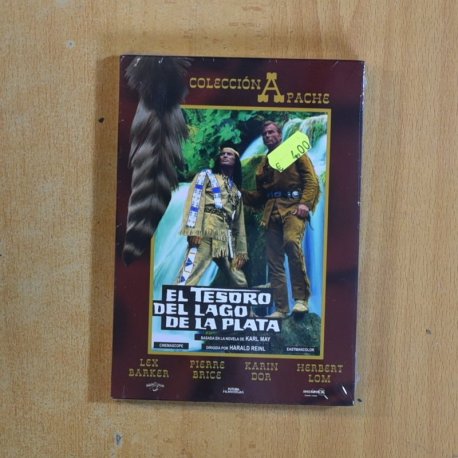 COLECCIÓN APACHE
€ 4,00
EL TESORO
DEL LAGO
DE LA PLATA
BASADA EN LA NOVELA DE KARL MAY
CINEMASCOPE
DIRIGIDA POR HARALD REINL
EASTMANCOLOR
LEX BARKER
PIERRE BRICE
KARIN DOR
HERBERT LOM